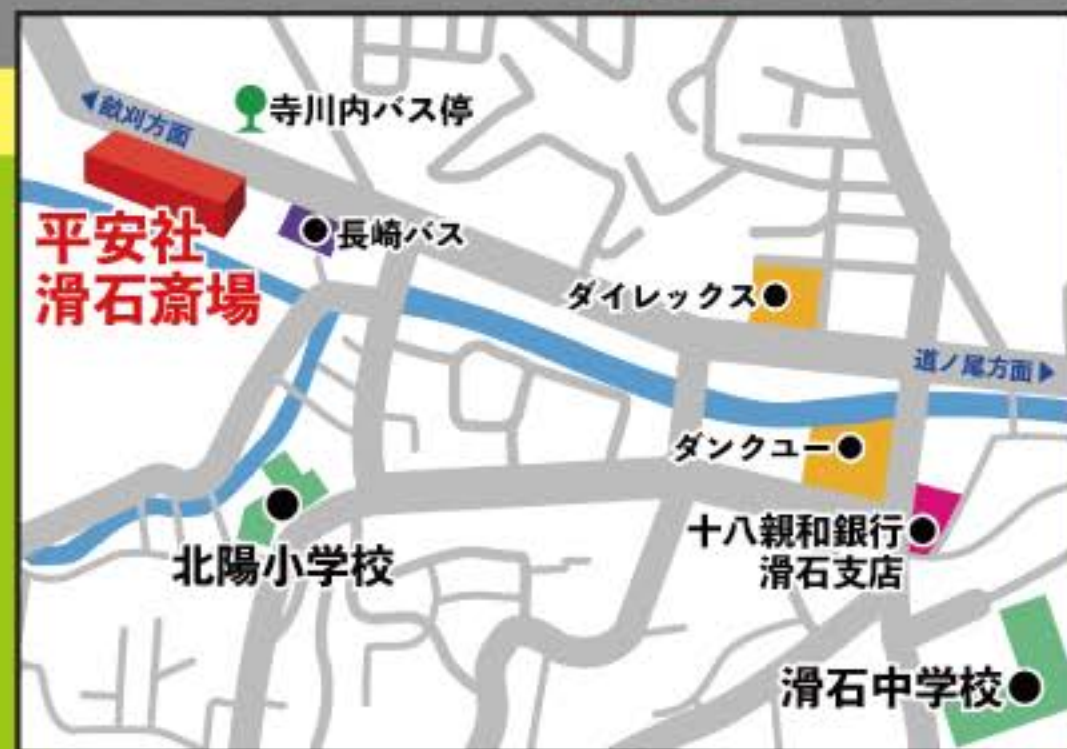 ◀畝刈方面
寺川内バス停
平安社
滑石斎場
長崎バス
ダイレックス
道ノ尾方面▶
ダンクユー
十八親和銀行
滑石支店
北陽小学校
滑石中学校